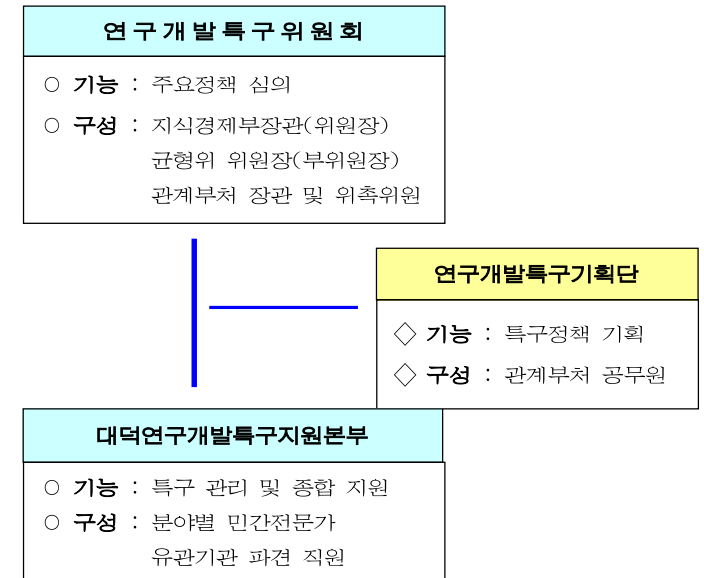 연구개발특구위원회
○ 기능 : 주요정책 심의
○ 구성 : 지식경제부장관(위원장)
균형위 위원장(부위원장)
관계부처 장관 및 위촉위원
연구개발특구기획단
◇ 기능 : 특구정책 기획
◇ 구성 : 관계부처 공무원
대덕연구개발특구지원본부
○ 기능 : 특구 관리 및 종합 지원
○ 구성 : 분야별 민간전문가
유관기관 파견 직원